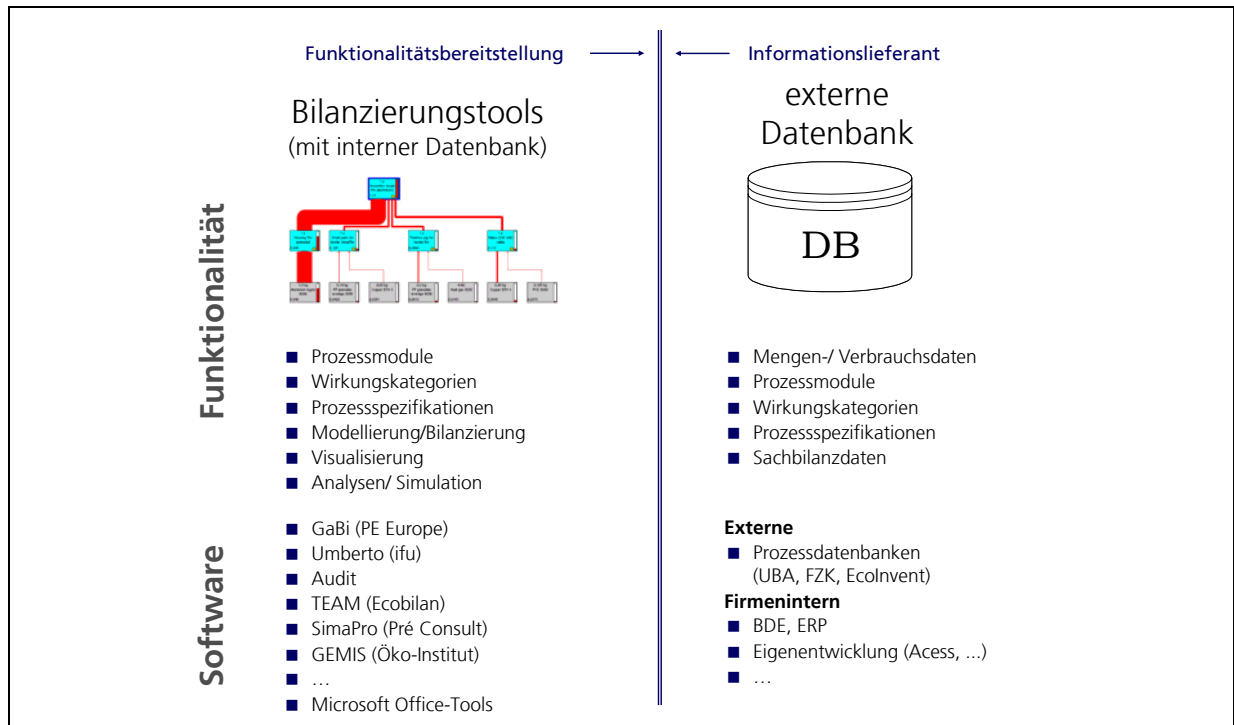 Funktionalitätsbereitstellung
Informationslieferant
Bilanzierungstools
(mit interner Datenbank)
externe
Datenbank
DB
Funktionalität
Prozessmodule
Wirkungskategorien
Prozessspezifikationen
Modellierung/Bilanzierung
Visualisierung
Analysen/ Simulation
Mengen-/ Verbrauchsdaten
Prozessmodule
Wirkungskategorien
Prozessspezifikationen
Sachbilanzdaten
Software
GaBi (PE Europe)
Umberto (ifu)
Audit
TEAM (Ecobilan)
SimaPro (Pré Consult)
GEMIS (Öko-Institut)
…
Microsoft Office-Tools
Externe
Prozessdatenbanken
(UBA, FZK, EcoInvent)
Firmenintern
BDE, ERP
Eigenentwicklung (Acess, ...)
…